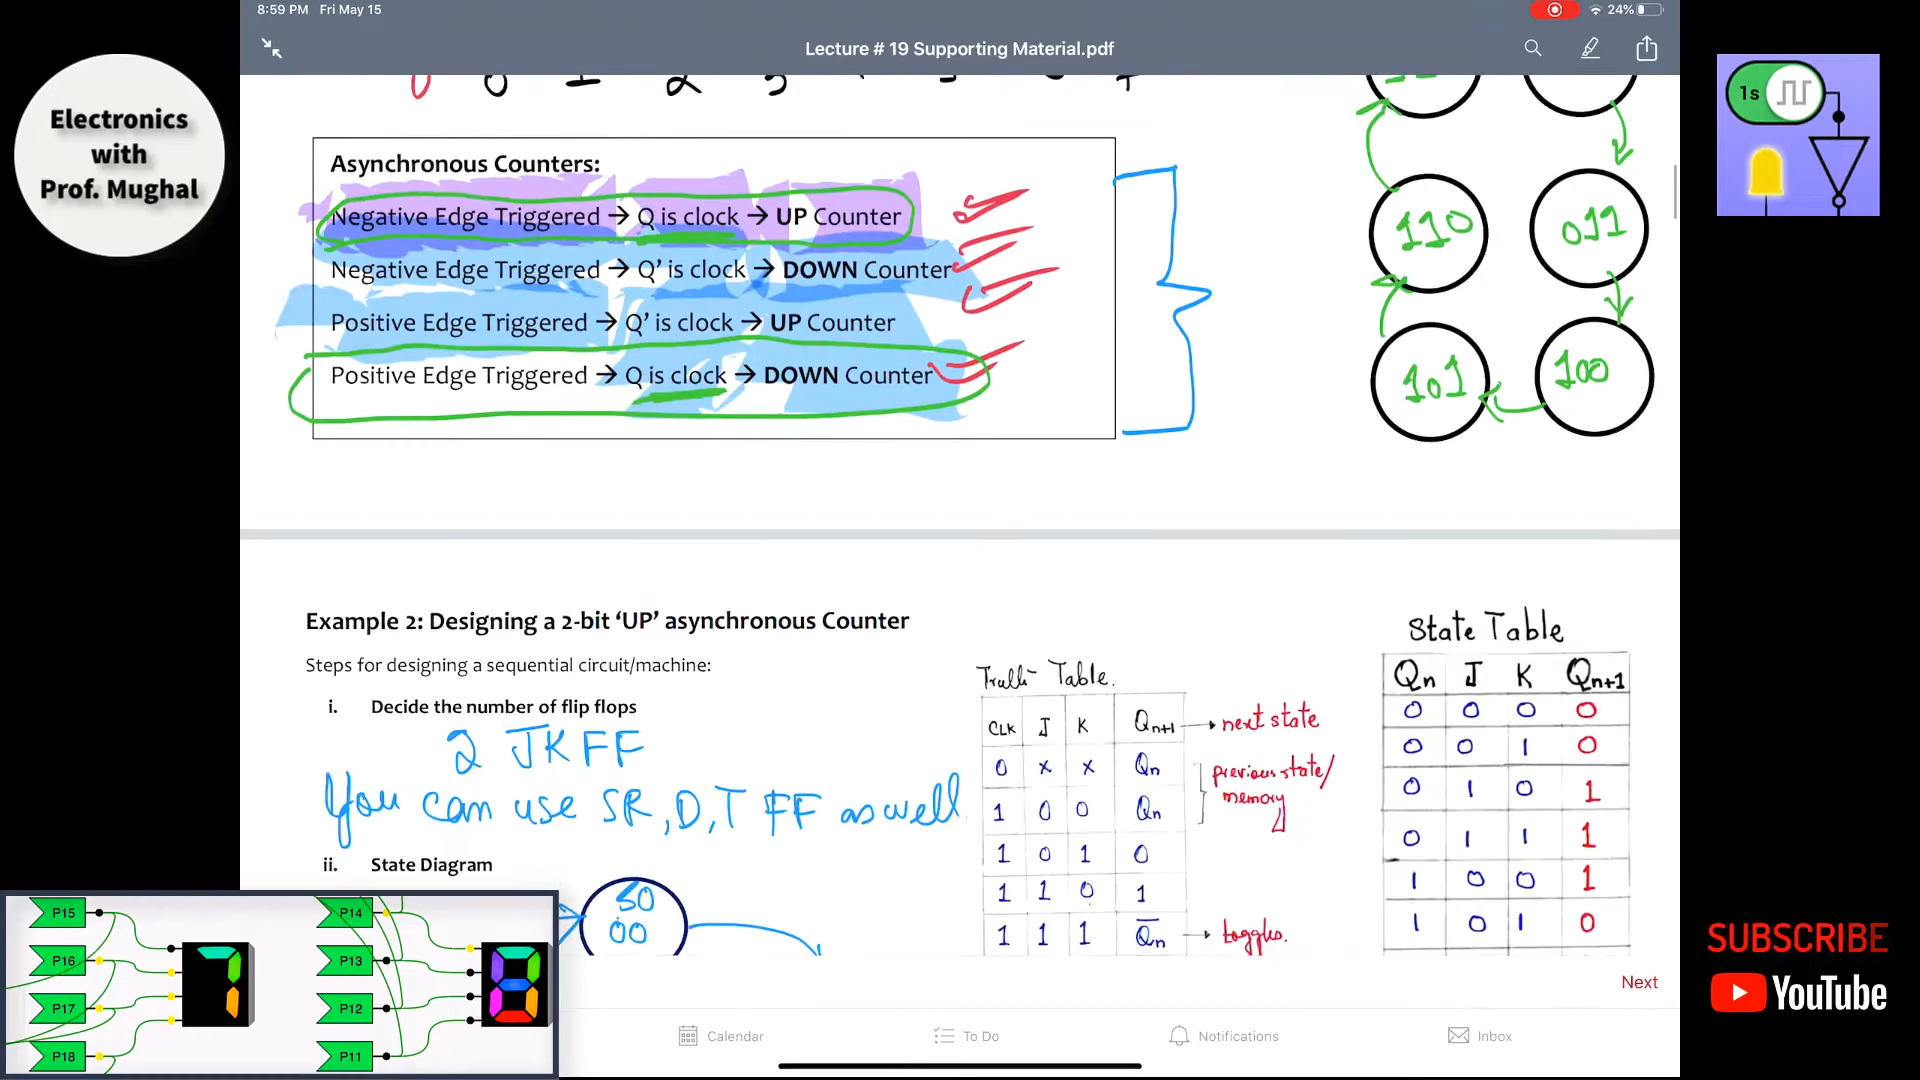 8:59 PM Fri May 15
24%
Lecture # 19 Supporting Material.pdf
Electronics
with
Prof. Mughal
1s
Asynchronous Counters:
Negative Edge Triggered → Q is clock → UP Counter
Negative Edge Triggered → Q' is clock → DOWN Counter
Positive Edge Triggered → Q' is clock → UP Counter
Positive Edge Triggered → Q is clock → DOWN Counter
110
011
101
100
Example 2: Designing a 2-bit ‘UP’ asynchronous Counter
Steps for designing a sequential circuit/machine:
i. Decide the number of flip flops
2 JK FF
You can use SR, D, T FF as well
ii. State Diagram
S0
00
Truth Table.
CLK J K Qn+1 → next state
0 x x Qn
previous state/
memory
1 0 0 Qn
1 0 1 0
1 1 0 1
1 1 1 Q̅n → toggles.
State Table
Qn J K Qn+1
0 0 0 0
0 0 1 0
0 1 0 1
0 1 1 1
1 0 0 1
1 0 1 0
Next
P15
P16
P17
P18
P14
P13
P12
P11
Calendar
To Do
Notifications
Inbox
SUBSCRIBE
YouTube